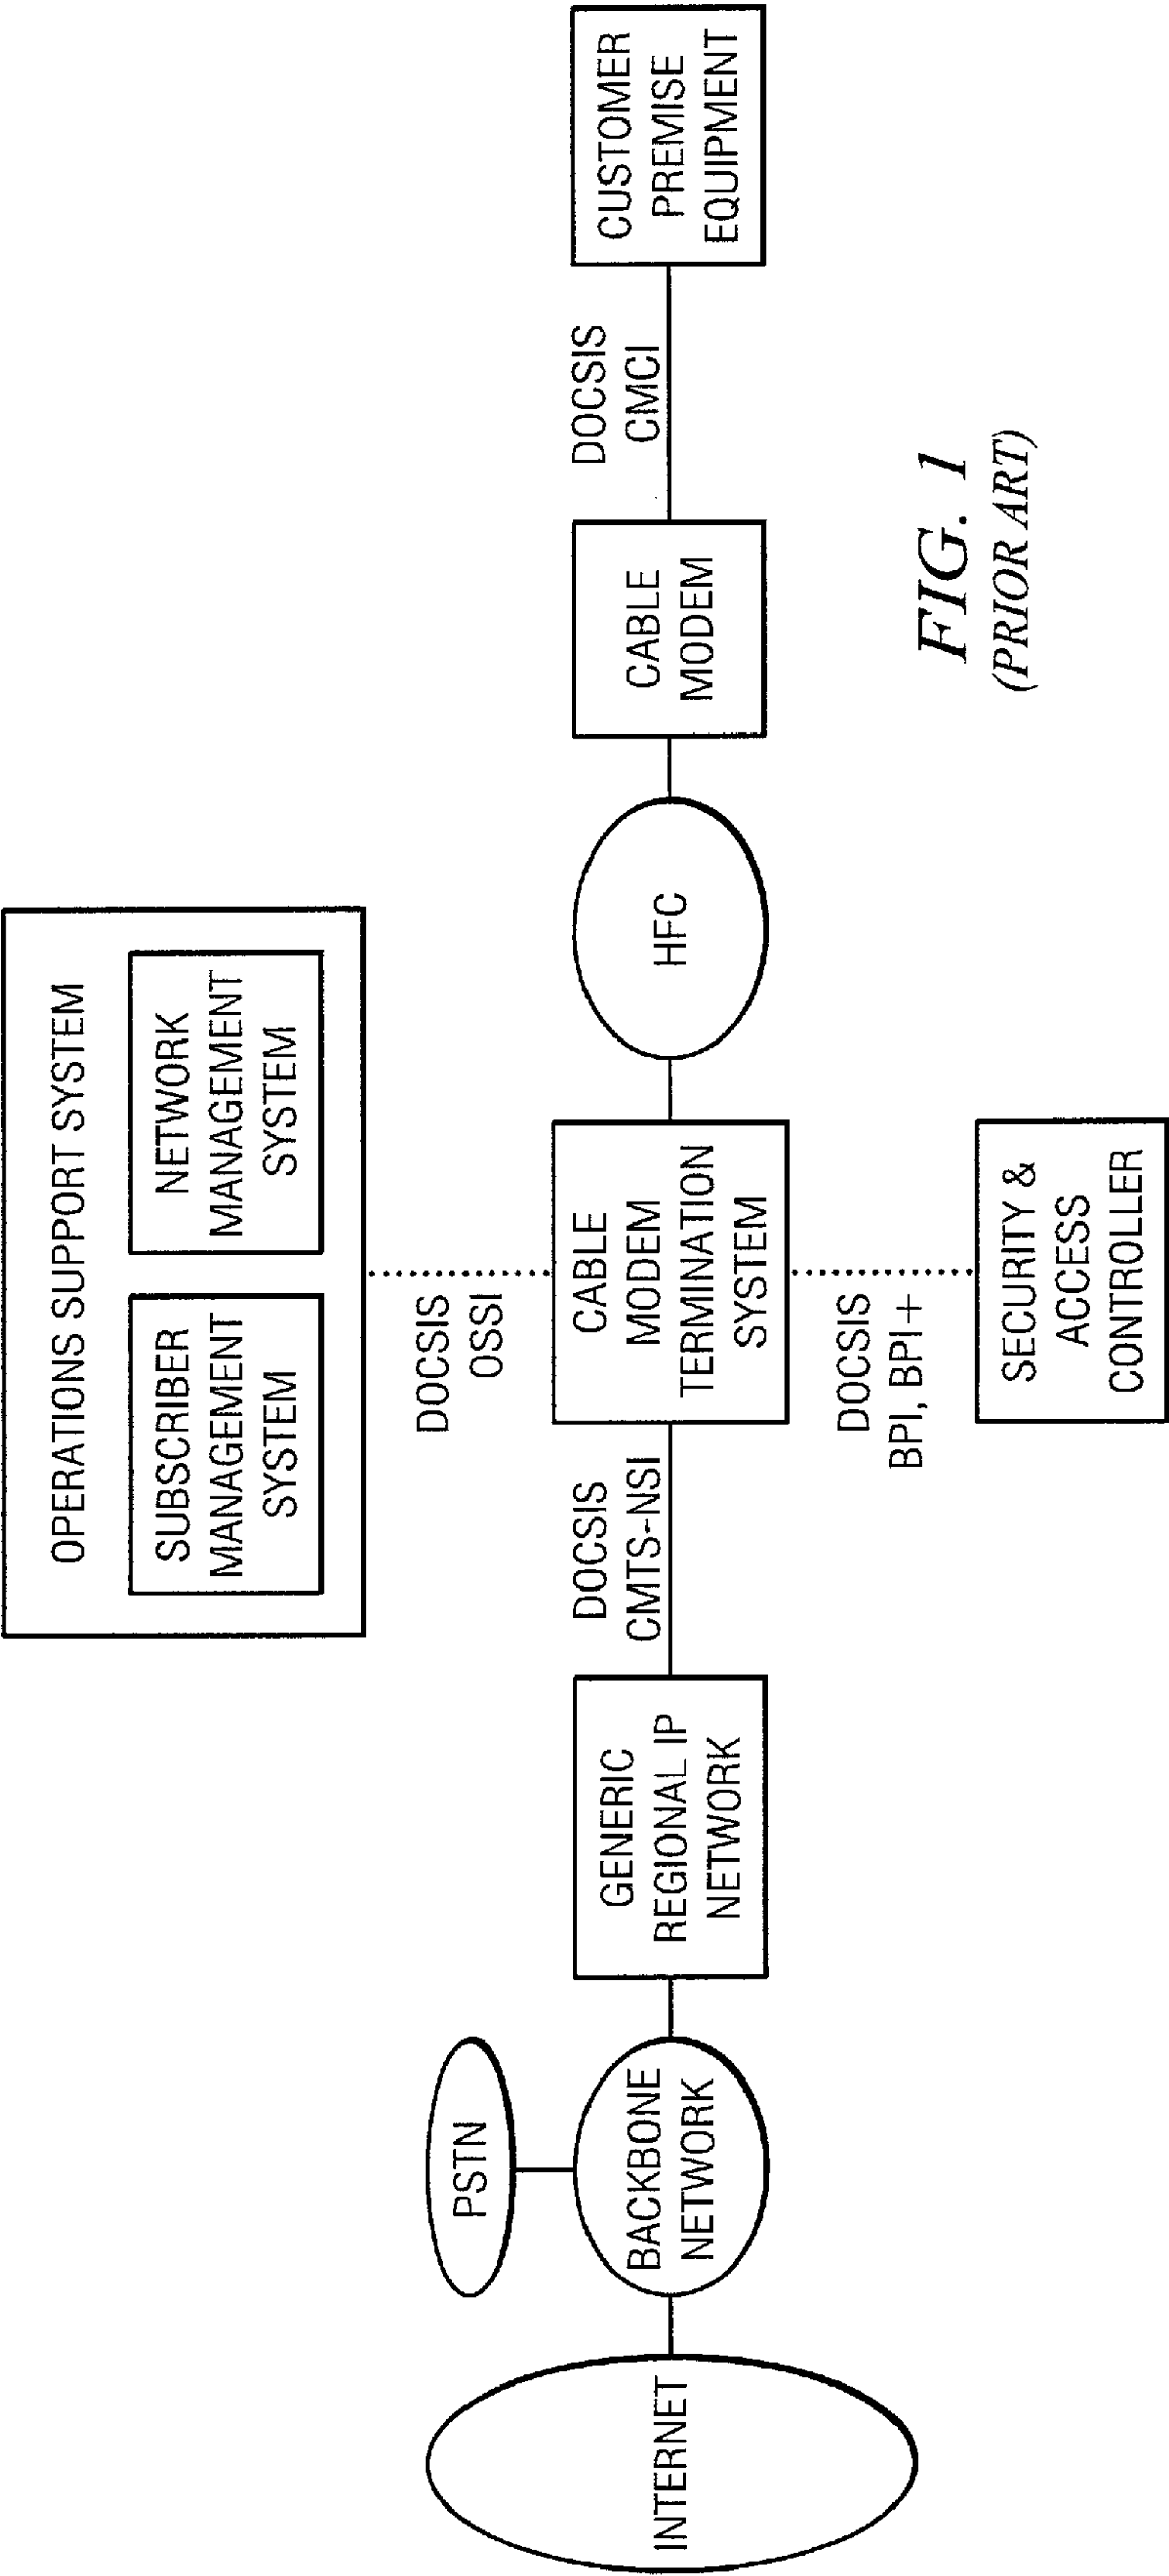 OPERATIONS SUPPORT SYSTEM
SUBSCRIBER
MANAGEMENT
SYSTEM
NETWORK
MANAGEMENT
SYSTEM
DOCSIS
OSSI
PSTN
INTERNET
BACKBONE
NETWORK
GENERIC
REGIONAL IP
NETWORK
DOCSIS
CMTS-NSI
CABLE
MODEM
TERMINATION
SYSTEM
HFC
CABLE
MODEM
DOCSIS
CMCI
CUSTOMER
PREMISE
EQUIPMENT
DOCSIS
BPI, BPI+
SECURITY &
ACCESS
CONTROLLER
FIG. 1
(PRIOR ART)